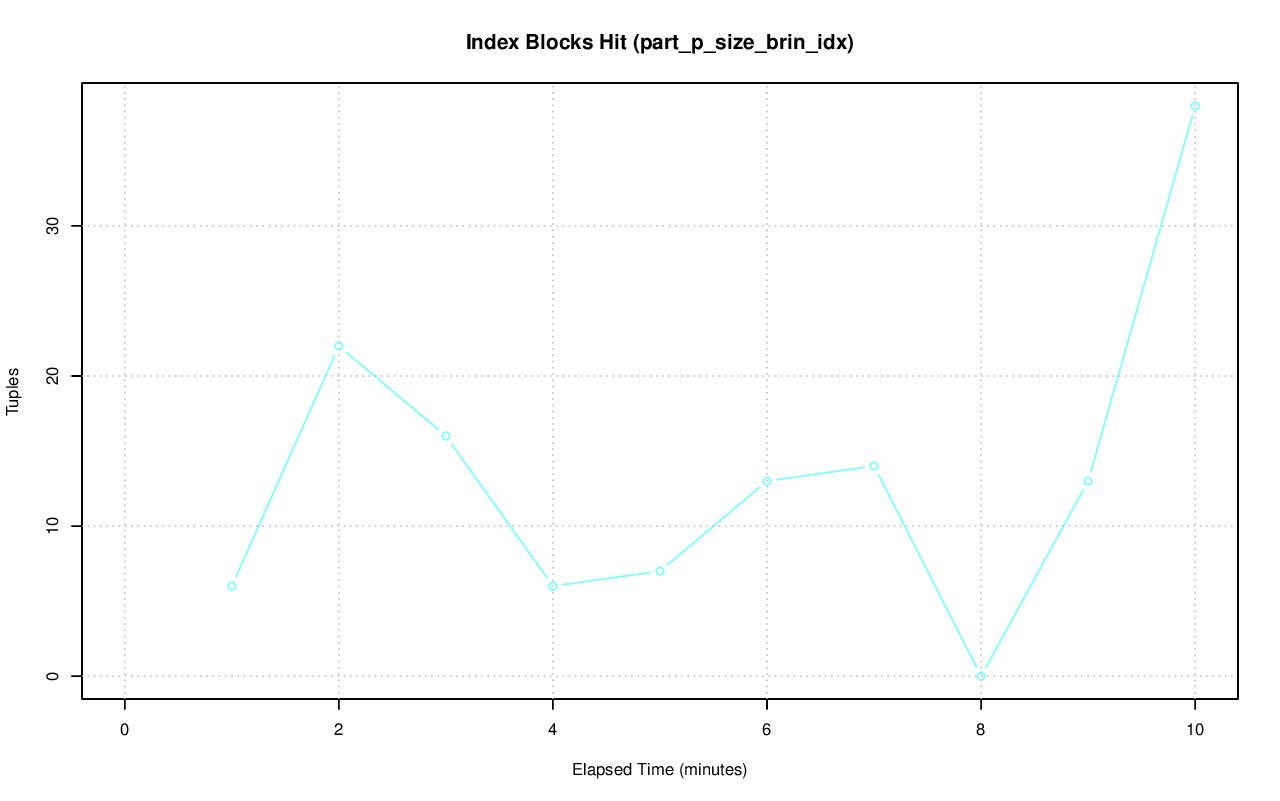 Index Blocks Hit (part_p_size_brin_idx)
30
20
10
0
Tuples
0 2 4 6 8 10
Elapsed Time (minutes)